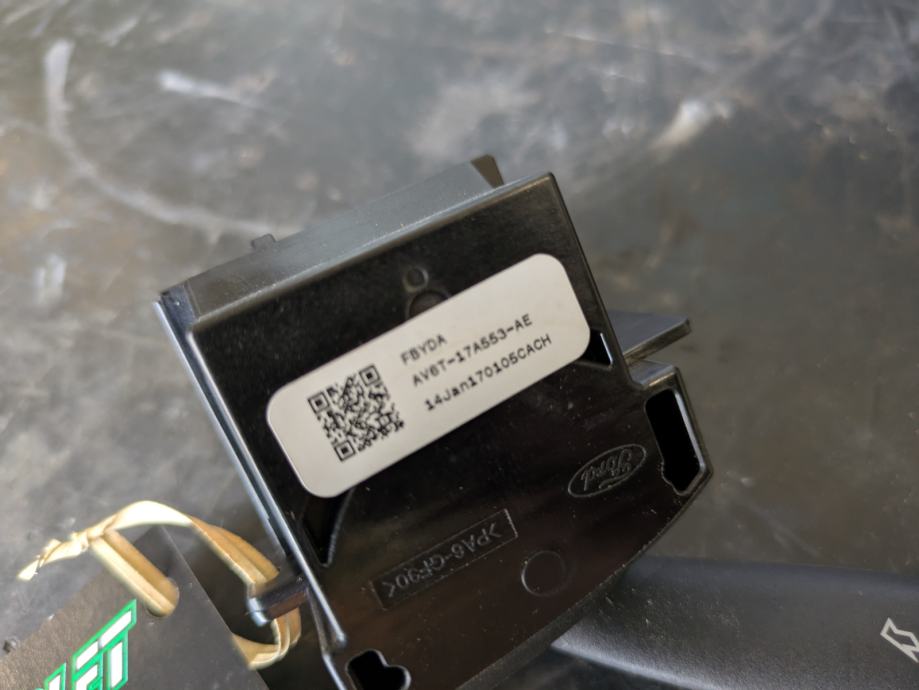 FBYDA
AV6T-17A553-AE
14Jan170105CACH
Ford
>PA6-GF30<